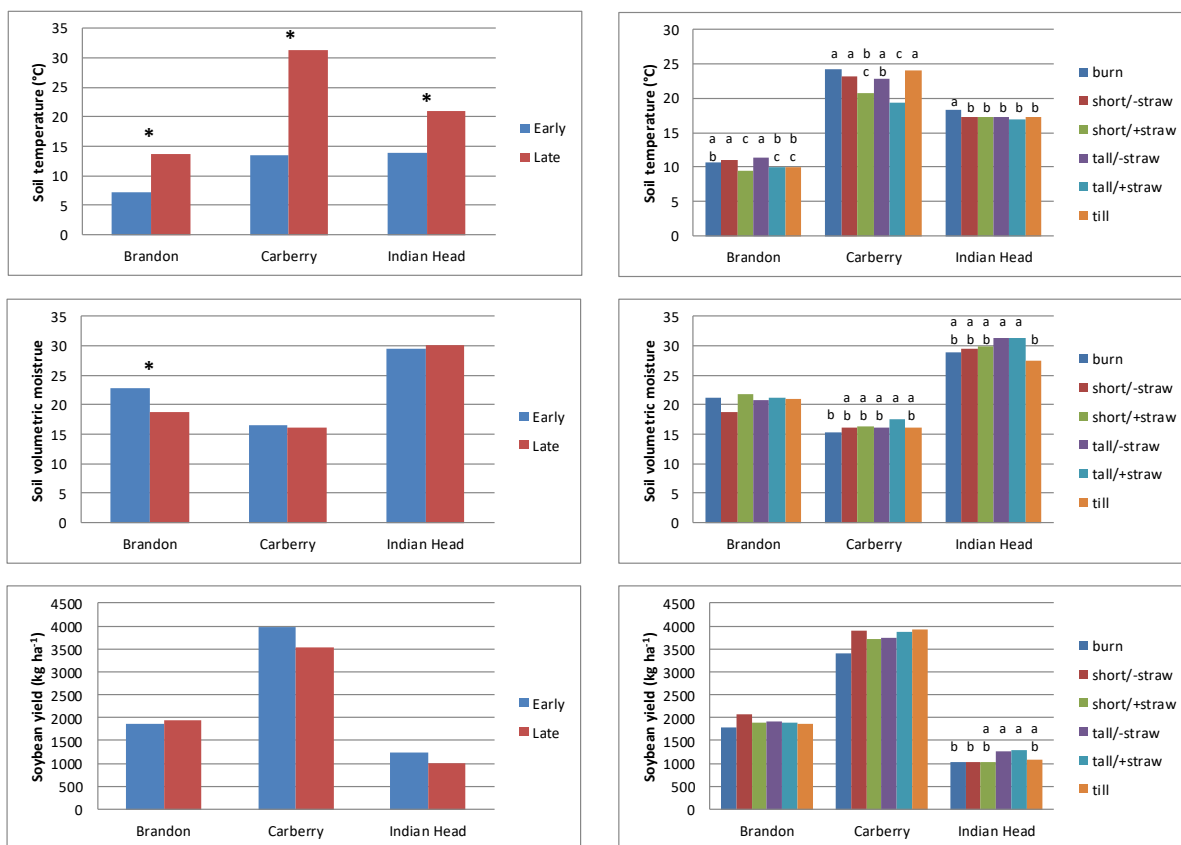 Soil temperature (°C)
35
30
25
20
15
10
5
0
*
*
*
Brandon Carberry Indian Head
Early
Late
Soil temperature (°C)
30
25
20
15
10
5
0
a a b a c a
c b
a b b b b b
a a c a b b
b c c
Brandon Carberry Indian Head
burn
short/-straw
short/+straw
tall/-straw
tall/+straw
till
Soil volumetric moistrue
35
30
25
20
15
10
5
0
*
Brandon Carberry Indian Head
Early
Late
Soil volumetric moisture
35
30
25
20
15
10
5
0
a a a a a
b b b b
a a a a
b b b b b
Brandon Carberry Indian Head
burn
short/-straw
short/+straw
tall/-straw
tall/+straw
till
Soybean yield (kg ha⁻¹)
4500
4000
3500
3000
2500
2000
1500
1000
500
0
Brandon Carberry Indian Head
Early
Late
Soybean yield (kg ha⁻¹)
4500
4000
3500
3000
2500
2000
1500
1000
500
0
a a a a
b b b b
Brandon Carberry Indian Head
burn
short/-straw
short/+straw
tall/-straw
tall/+straw
till